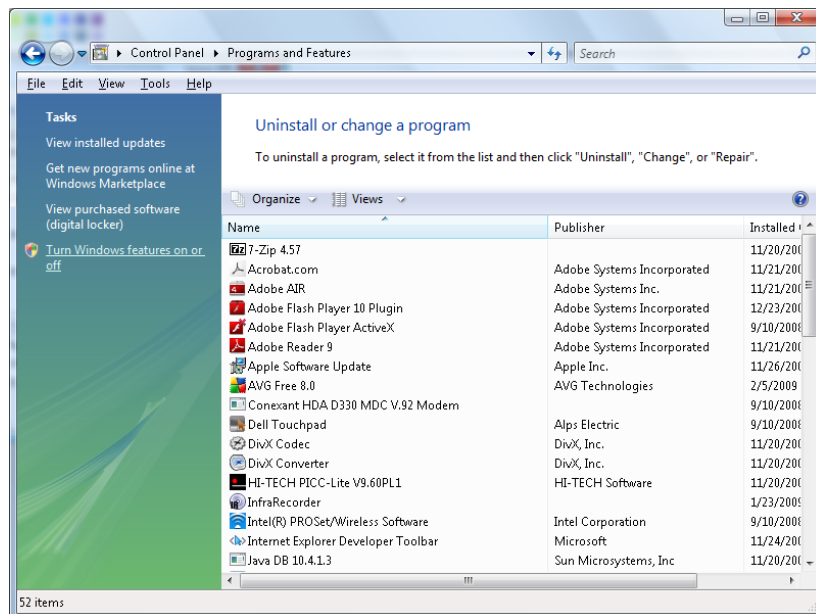 Control Panel
Programs and Features
Search
File Edit View Tools Help
Tasks
View installed updates
Get new programs online at
Windows Marketplace
View purchased software
(digital locker)
Turn Windows features on or
off
Uninstall or change a program
To uninstall a program, select it from the list and then click "Uninstall", "Change", or "Repair".
Organize Views
Name Publisher Installed
7-Zip 4.57 11/20/200
Acrobat.com Adobe Systems Incorporated 11/21/200
Adobe AIR Adobe Systems Inc. 11/21/200
Adobe Flash Player 10 Plugin Adobe Systems Incorporated 12/23/200
Adobe Flash Player ActiveX Adobe Systems Incorporated 9/10/2008
Adobe Reader 9 Adobe Systems Incorporated 11/21/200
Apple Software Update Apple Inc. 11/26/200
AVG Free 8.0 AVG Technologies 2/5/2009
Conexant HDA D330 MDC V.92 Modem 9/10/2008
Dell Touchpad Alps Electric 9/10/2008
DivX Codec DivX, Inc. 11/20/200
DivX Converter DivX, Inc. 11/20/200
HI-TECH PICC-Lite V9.60PL1 HI-TECH Software 11/20/200
InfraRecorder 1/23/2009
Intel(R) PROSet/Wireless Software Intel Corporation 9/10/2008
Internet Explorer Developer Toolbar Microsoft 11/24/200
Java DB 10.4.1.3 Sun Microsystems, Inc 11/20/200
52 items